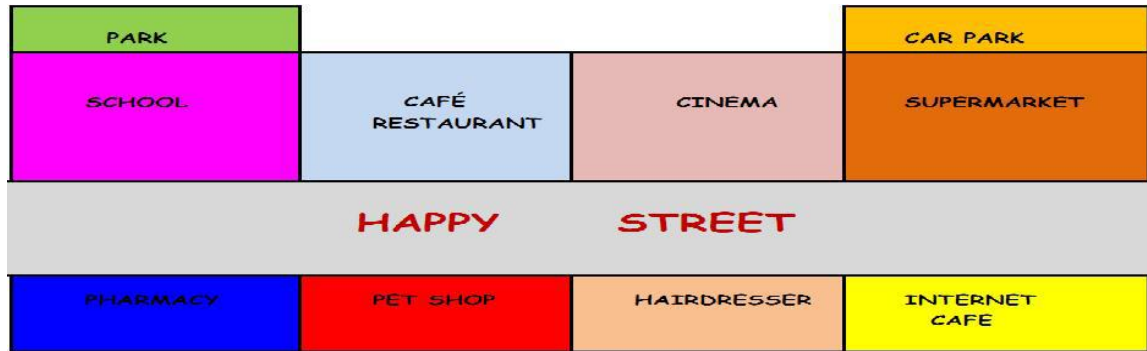 PARK
CAR PARK
SCHOOL
CAFÉ
RESTAURANT
CINEMA
SUPERMARKET
HAPPY STREET
PHARMACY
PET SHOP
HAIRDRESSER
INTERNET
CAFE